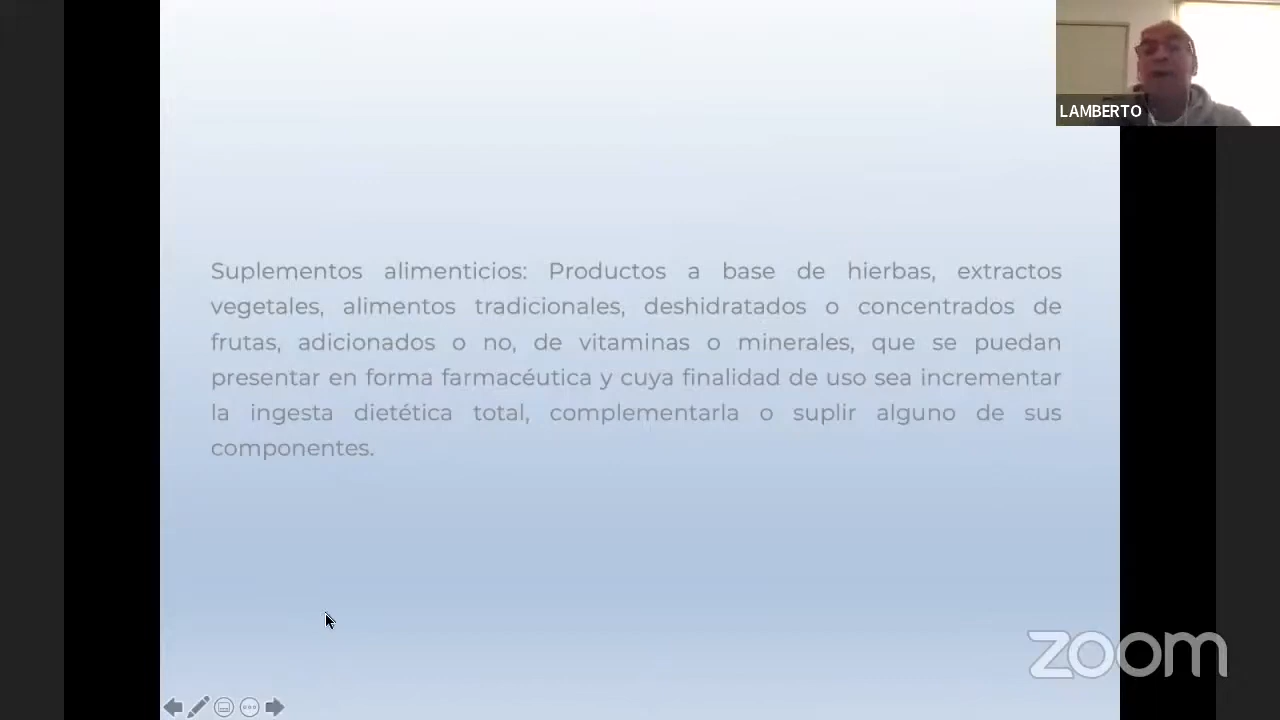 LAMBERTO
Suplementos alimenticios: Productos a base de hierbas, extractos
vegetales, alimentos tradicionales, deshidratados o concentrados de
frutas, adicionados o no, de vitaminas o minerales, que se puedan
presentar en forma farmacéutica y cuya finalidad de uso sea incrementar
la ingesta dietética total, complementarla o suplir alguno de sus
componentes.
zoom